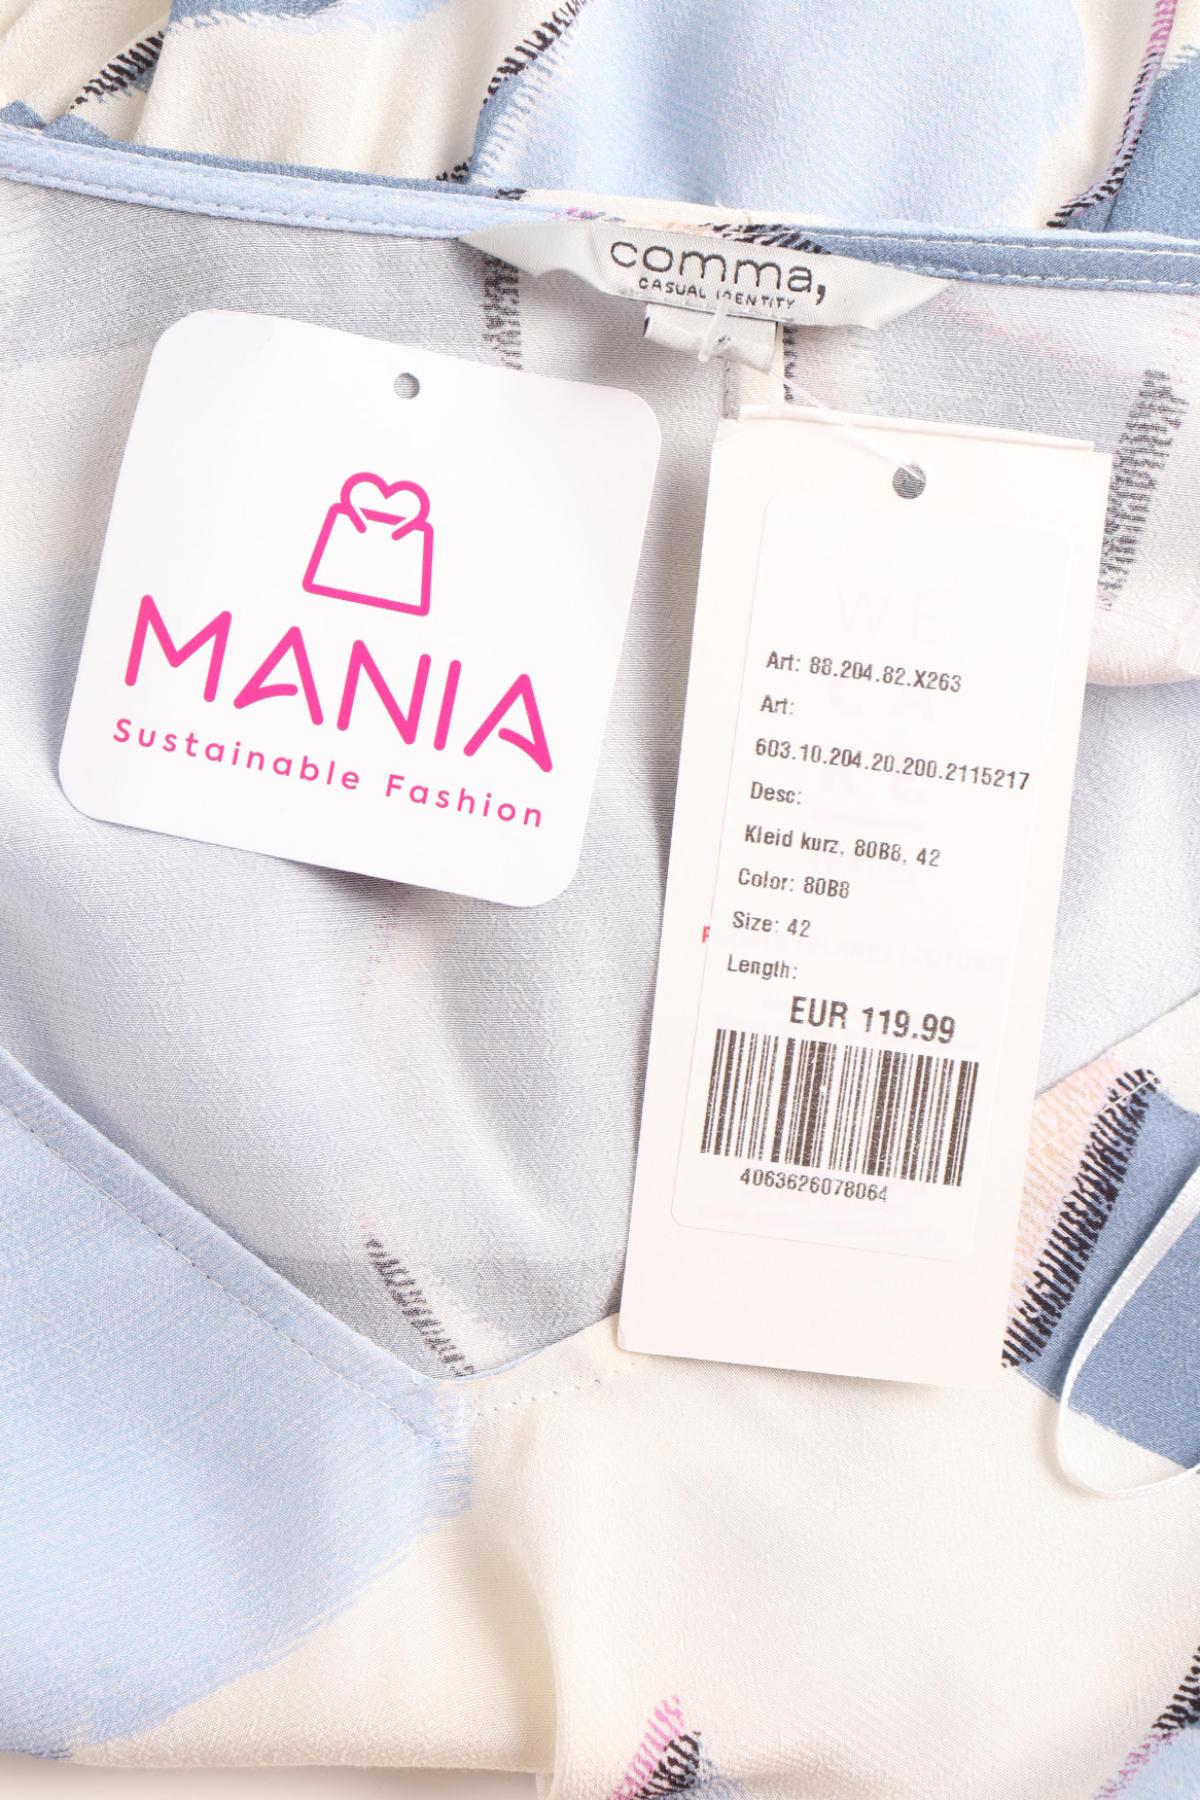 comma,
CASUAL IDENTITY
MANIA
Sustainable Fashion
Art: 88.204.82.X263
Art:
603.10.204.20.200.2115217
Desc:
Kleid kurz, 80B8, 42
Color: 80B8
Size: 42
Length:
EUR 119.99
4063626078064